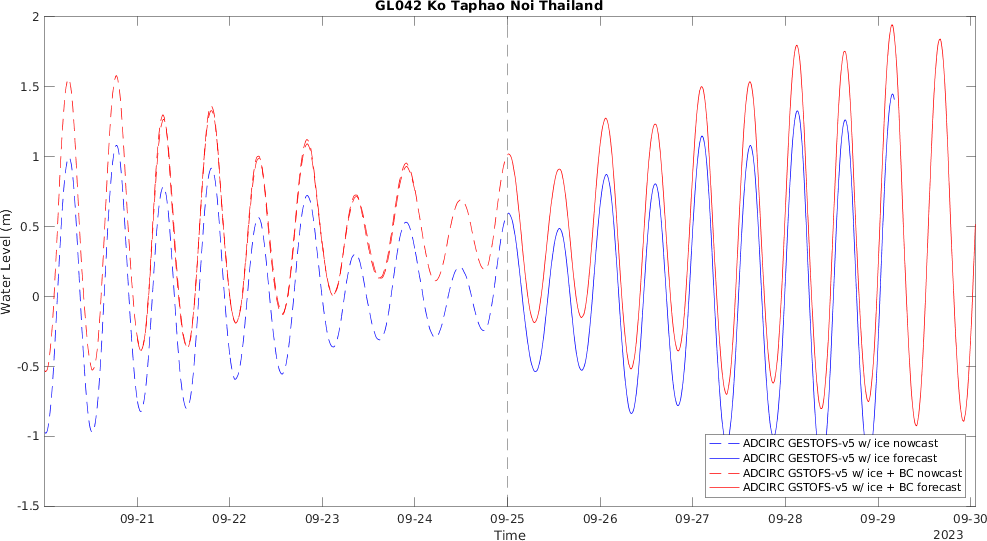 GL042 Ko Taphao Noi Thailand
2
1.5
1
0.5
0
-0.5
-1
-1.5
Water Level (m)
ADCIRC GESTOFS-v5 w/ ice nowcast
ADCIRC GESTOFS-v5 w/ ice forecast
ADCIRC GSTOFS-v5 w/ ice + BC nowcast
ADCIRC GSTOFS-v5 w/ ice + BC forecast
09-21 09-22 09-23 09-24 09-25 09-26 09-27 09-28 09-29 09-30
Time
2023